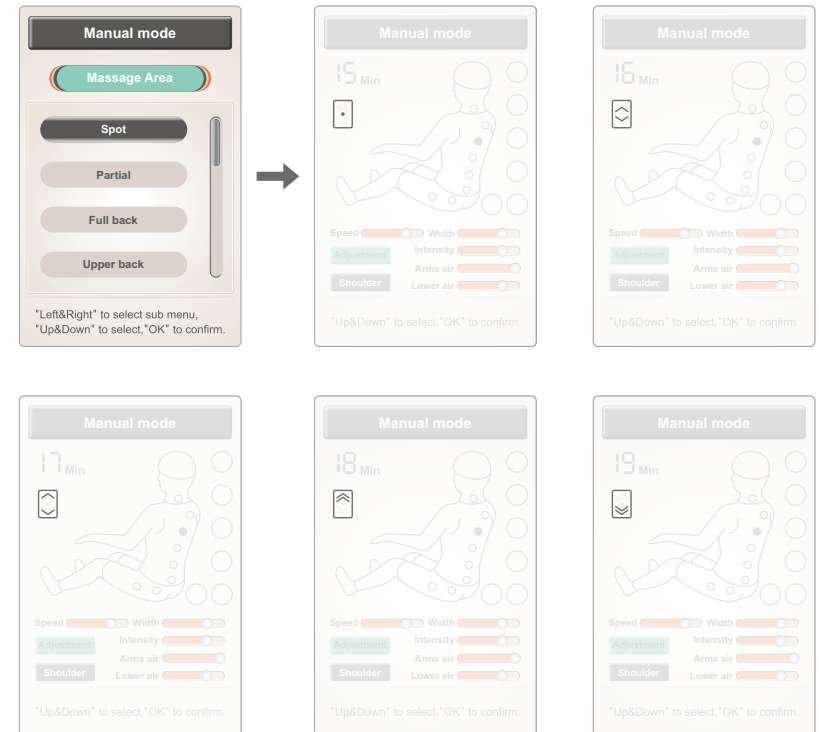 Manual mode
Massage Area
Spot
Partial
Full back
Upper back
"Left&Right" to select sub menu,
"Up&Down" to select,"OK" to confirm.
Manual mode
15 Min
Speed Width
Adjustment Intensity
Arms air
Shoulder Lower air
"Up&Down" to select,"OK" to confirm.
Manual mode
16 Min
Speed Width
Adjustment Intensity
Arms air
Shoulder Lower air
"Up&Down" to select,"OK" to confirm.
Manual mode
17 Min
Speed Width
Adjustment Intensity
Arms air
Shoulder Lower air
"Up&Down" to select,"OK" to confirm.
Manual mode
18 Min
Speed Width
Adjustment Intensity
Arms air
Shoulder Lower air
"Up&Down" to select,"OK" to confirm.
Manual mode
19 Min
Speed Width
Adjustment Intensity
Arms air
Shoulder Lower air
"Up&Down" to select,"OK" to confirm.